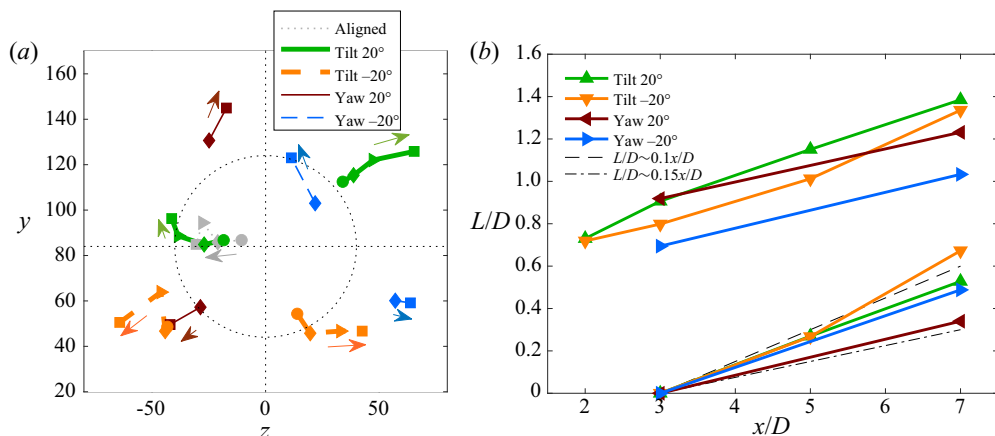 (a)
160
140
120
y
100
80
60
40
20
-50
0
50
z
Aligned
Tilt 20°
Tilt –20°
Yaw 20°
Yaw –20°
(b)
1.6
1.4
1.2
1.0
L/D 0.8
0.6
0.4
0.2
0
2
3
4
5
6
7
x/D
Tilt 20°
Tilt –20°
Yaw 20°
Yaw –20°
L/D~0.1x/D
L/D~0.15x/D